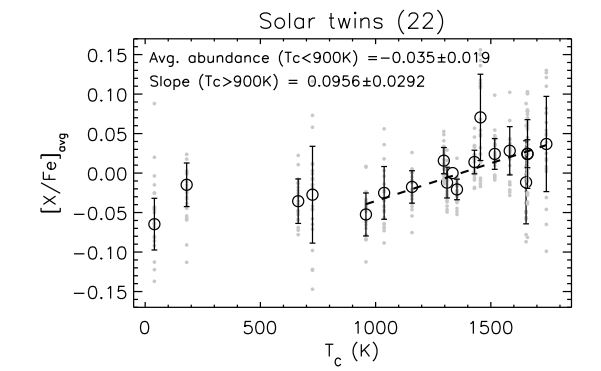 Solar twins (22)
Avg. abundance (Tc<900K) =−0.035±0.019
Slope (Tc>900K) = 0.0956±0.0292
0.15
0.10
0.05
0.00
−0.05
−0.10
−0.15
[X/Fe]avg
0 500 1000 1500
Tc (K)